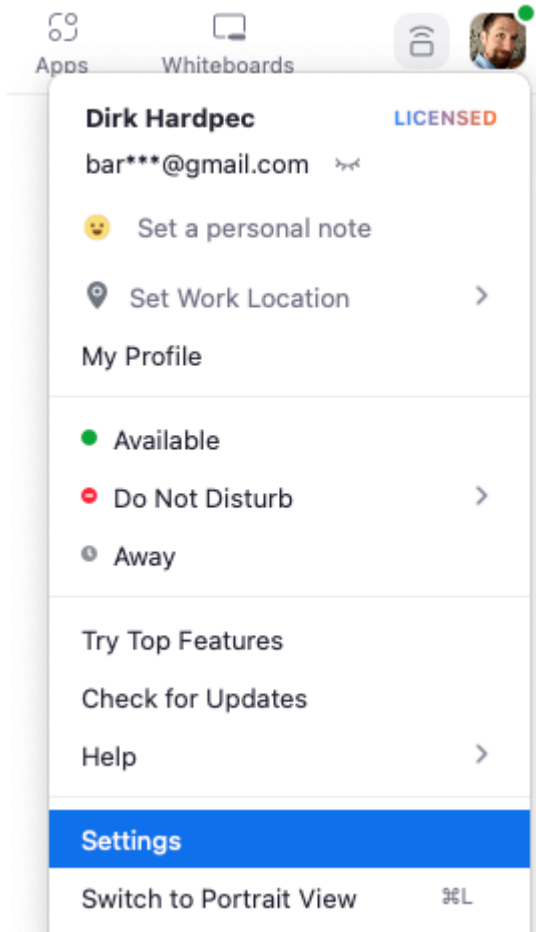 Apps Whiteboards
Dirk Hardpec LICENSED
bar***@gmail.com
Set a personal note
Set Work Location
My Profile
Available
Do Not Disturb
Away
Try Top Features
Check for Updates
Help
Settings
Switch to Portrait View ⌘L